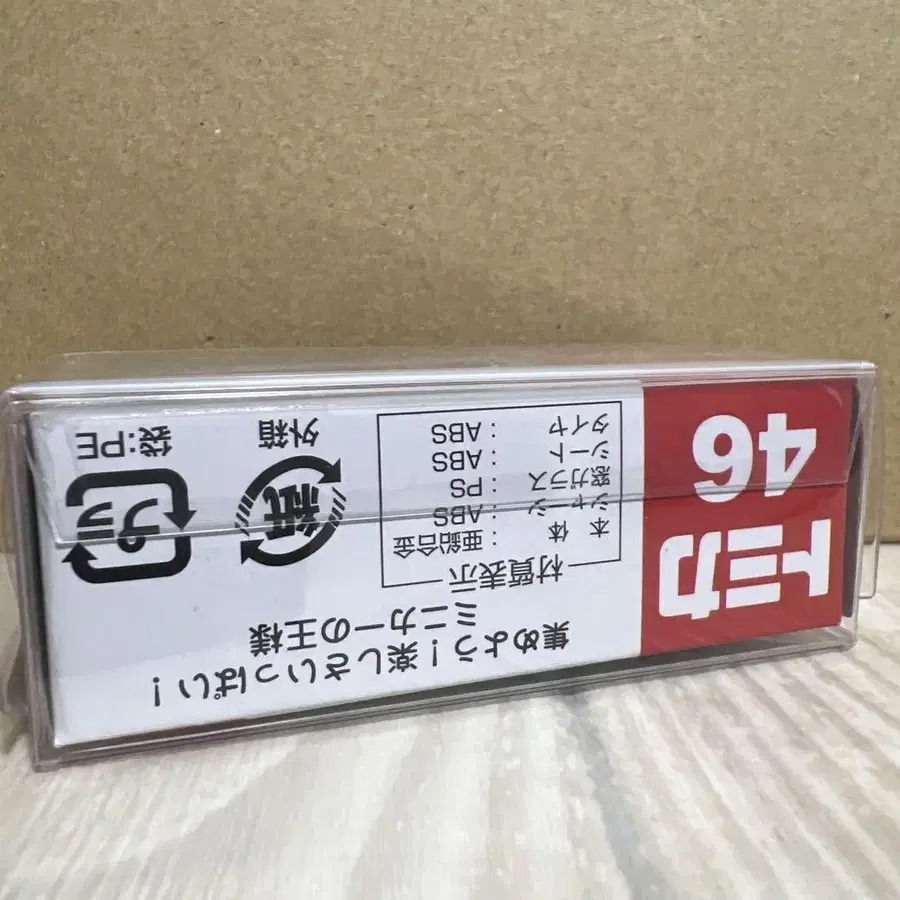 トミカ
46
集めよう！楽しさいっぱい！
ミニカーの王様
材質表示
本 体 : 亜鉛合金
シャーシ : ABS
窓ガラス : PS
シート : ABS
タイヤ : ABS
紙
外箱
プラ
袋:PE